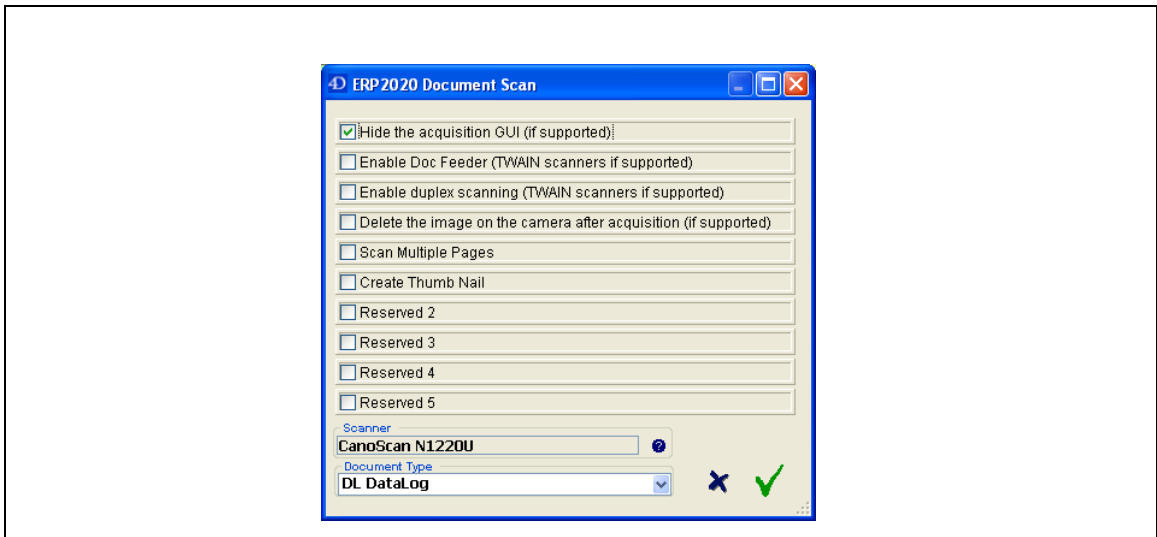 4D ERP2020 Document Scan
Hide the acquisition GUI (if supported)
Enable Doc Feeder (TWAIN scanners if supported)
Enable duplex scanning (TWAIN scanners if supported)
Delete the image on the camera after acquisition (if supported)
Scan Multiple Pages
Create Thumb Nail
Reserved 2
Reserved 3
Reserved 4
Reserved 5
Scanner
CanoScan N1220U ?
Document Type
DL DataLog